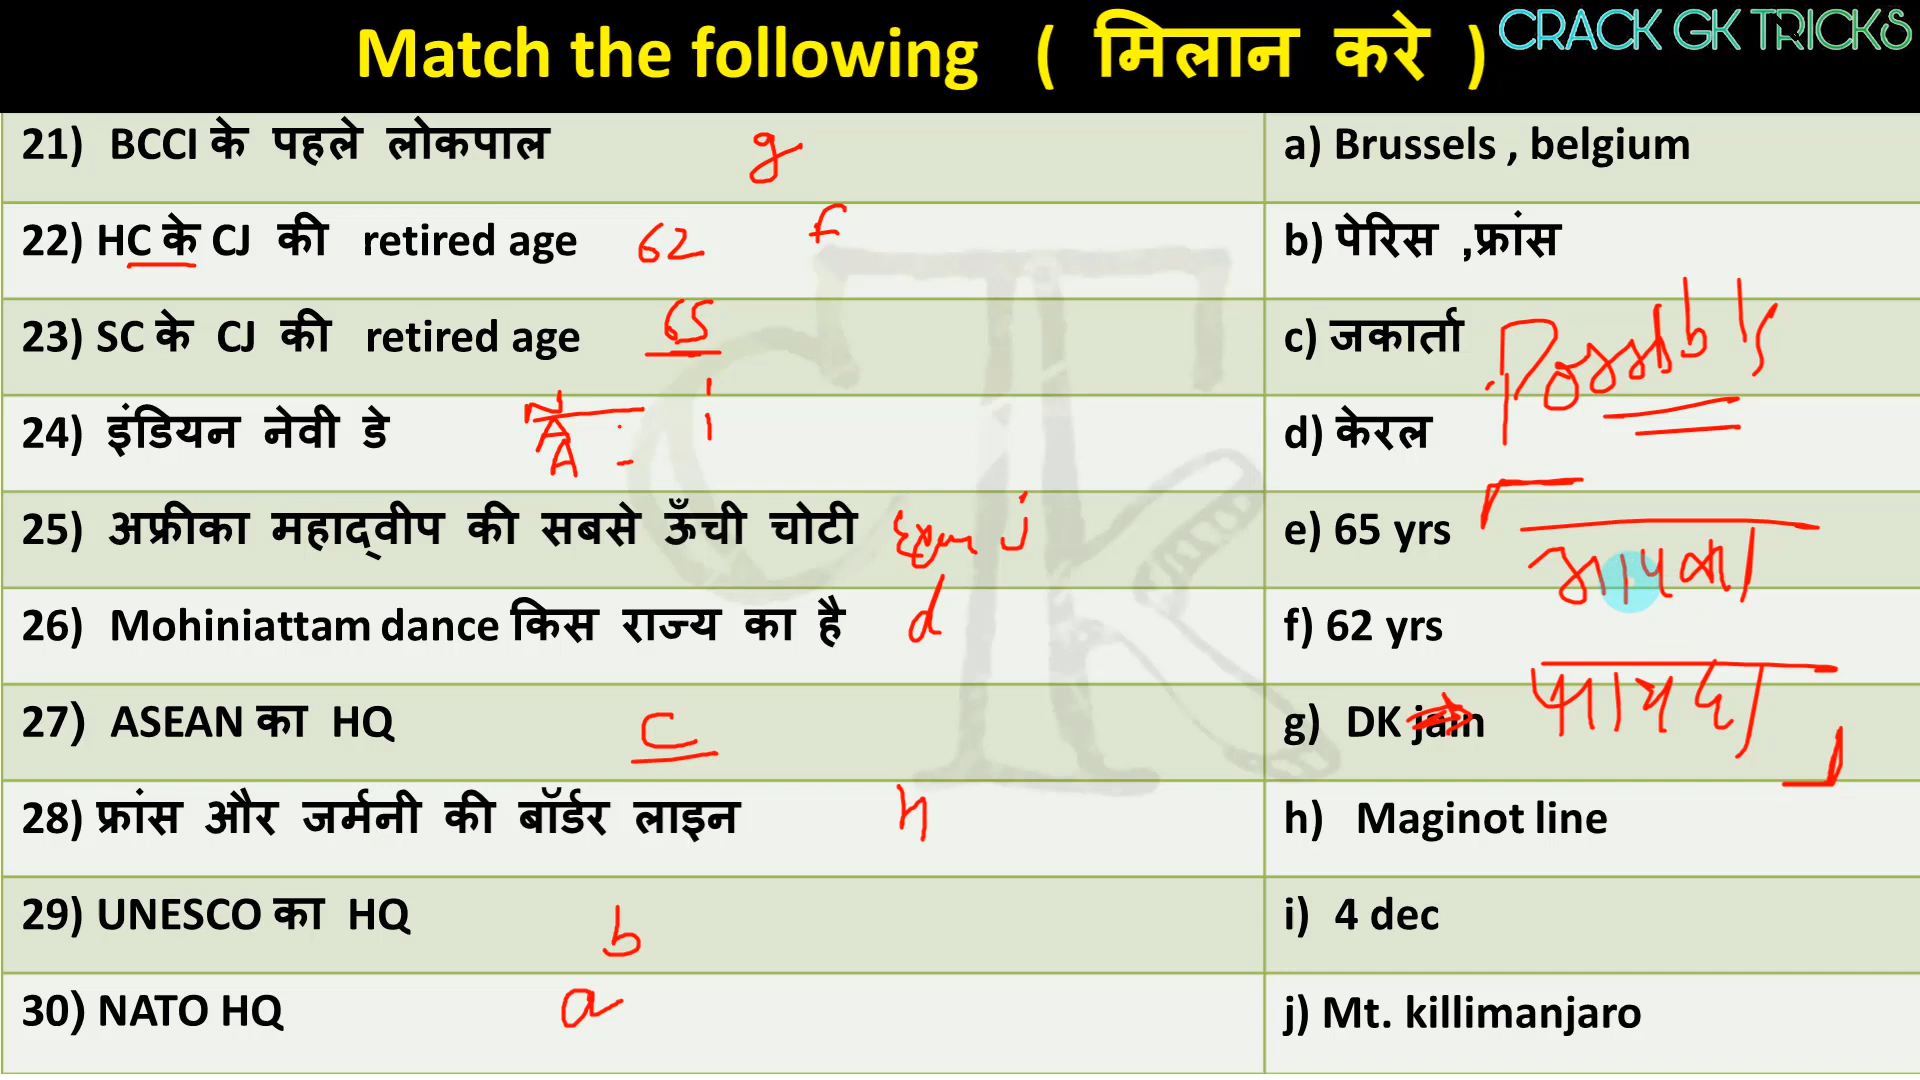 Match the following ( मिलान करे ) CRACK GK TRICKS
21) BCCI के पहले लोकपाल g a) Brussels , belgium
22) HC के CJ की retired age 62 f b) पेरिस ,फ्रांस
23) SC के CJ की retired age 65 c) जकार्ता
24) इंडियन नेवी डे N A A i d) केरल
25) अफ्रीका महाद्वीप की सबसे ऊँची चोटी Exam j e) 65 yrs
26) Mohiniattam dance किस राज्य का है d f) 62 yrs
27) ASEAN का HQ c g) DK jain फायदा
28) फ्रांस और जर्मनी की बॉर्डर लाइन h h) Maginot line
29) UNESCO का HQ b i) 4 dec
30) NATO HQ a j) Mt. killimanjaro